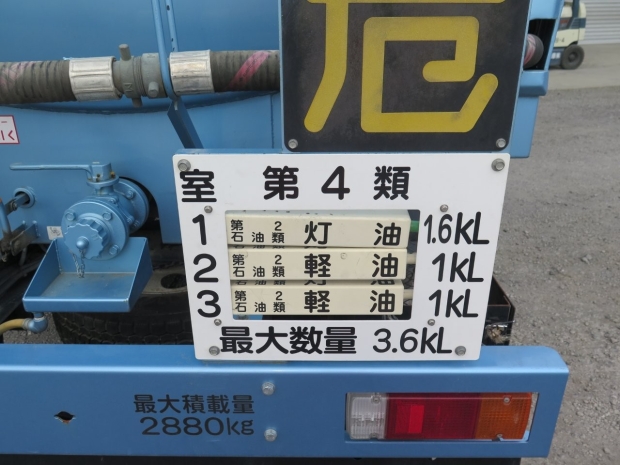 危
室 第4類
1 第2石油類 灯油 1.6kL
2 第2石油類 軽油 1kL
3 第2石油類 軽油 1kL
最大数量 3.6kL
最大積載量
2880kg